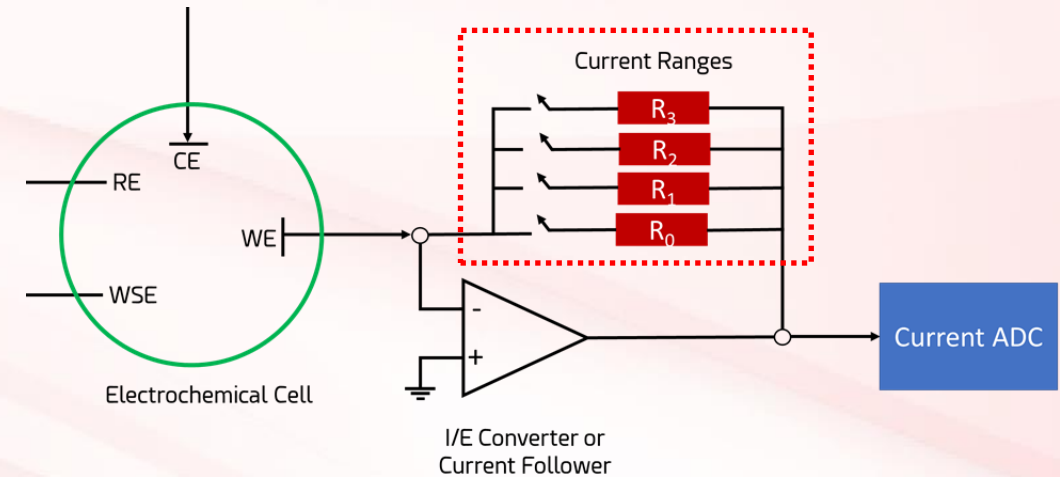 Current Ranges
R₃
R₂
R₁
R₀
CE
RE
WE
WSE
-
+
Current ADC
Electrochemical Cell
I/E Converter or
Current Follower